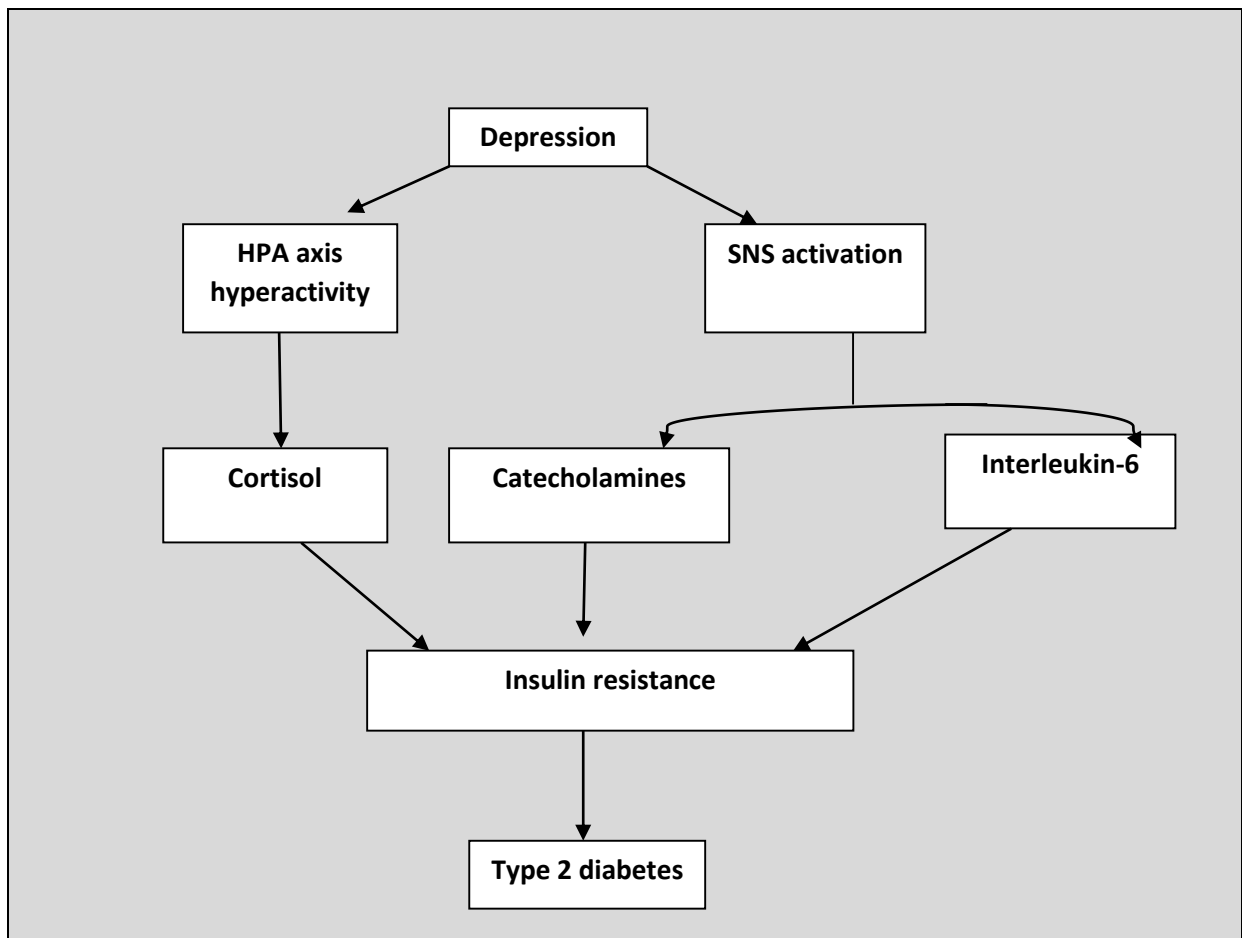 Depression
HPA axis
hyperactivity
SNS activation
Cortisol
Catecholamines
Interleukin-6
Insulin resistance
Type 2 diabetes